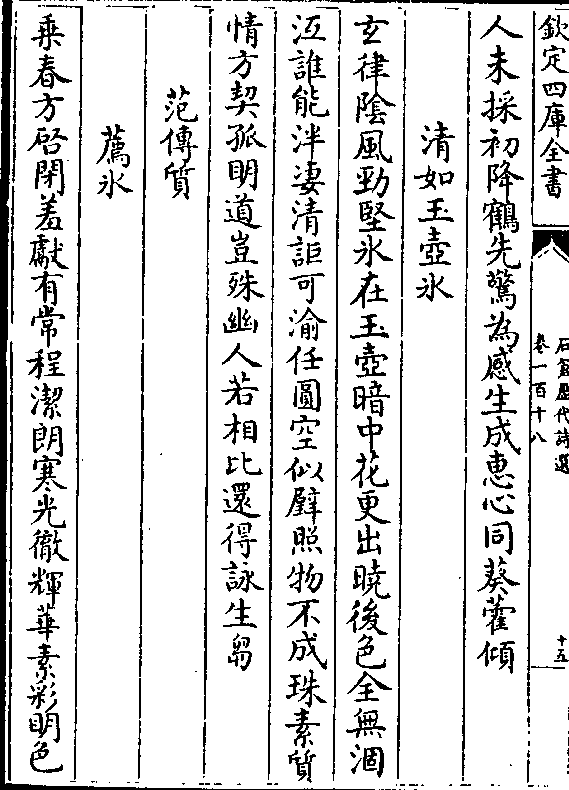 欽定四庫全書
石倉歷代詩選
卷一百十八
十五
人未採初降鶴先驚為感生成惠心同葵藿傾
清如玉壺氷
玄律陰風勁堅氷在玉壺暗中花更出曉後色全無涸
沍誰能泮凄清詎可渝任圓空似璧照物不成珠素質
情方契孤明道豈殊幽人若相比還得詠生芻
范傳質
薦氷
乘春方啓閉羞獻有常程潔朗寒光徹輝華素彩明色